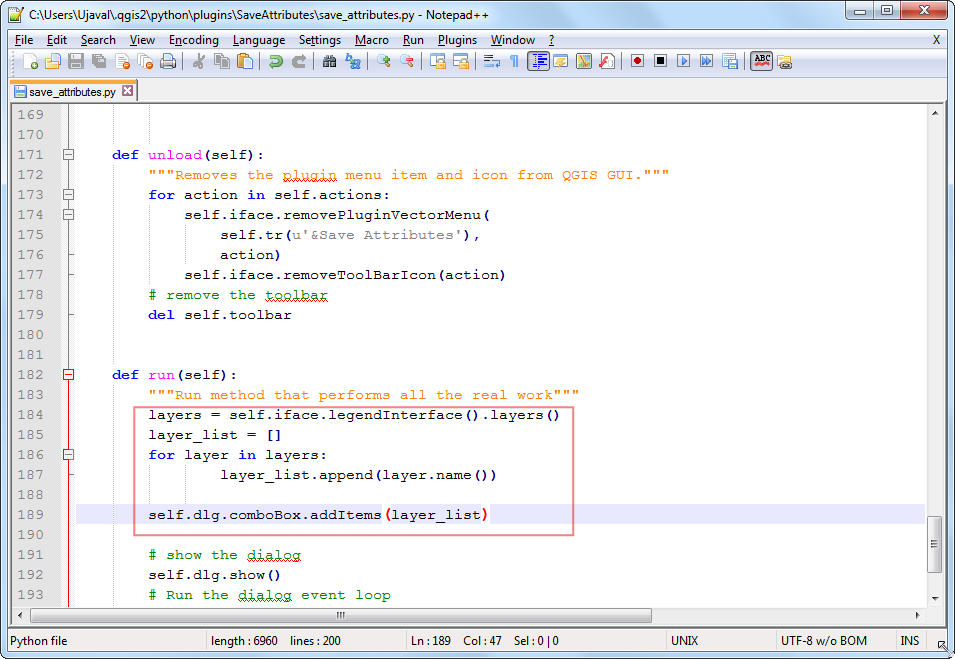 C:\Users\Ujaval\.qgis2\python\plugins\SaveAttributes\save_attributes.py - Notepad++
File Edit Search View Encoding Language Settings Macro Run Plugins Window ? X
ABC
save_attributes.py
169
170
171 def unload(self):
172 """Removes the plugin menu item and icon from QGIS GUI."""
173 for action in self.actions:
174 self.iface.removePluginVectorMenu(
175 self.tr(u'&Save Attributes'),
176 action)
177 self.iface.removeToolBarIcon(action)
178 # remove the toolbar
179 del self.toolbar
180
181
182 def run(self):
183 """Run method that performs all the real work"""
184 layers = self.iface.legendInterface().layers()
185 layer_list = []
186 for layer in layers:
187 layer_list.append(layer.name())
188
189 self.dlg.comboBox.addItems(layer_list)
190
191 # show the dialog
192 self.dlg.show()
193 # Run the dialog event loop
Python file length : 6960 lines : 200 Ln : 189 Col : 47 Sel : 0 | 0 UNIX UTF-8 w/o BOM INS